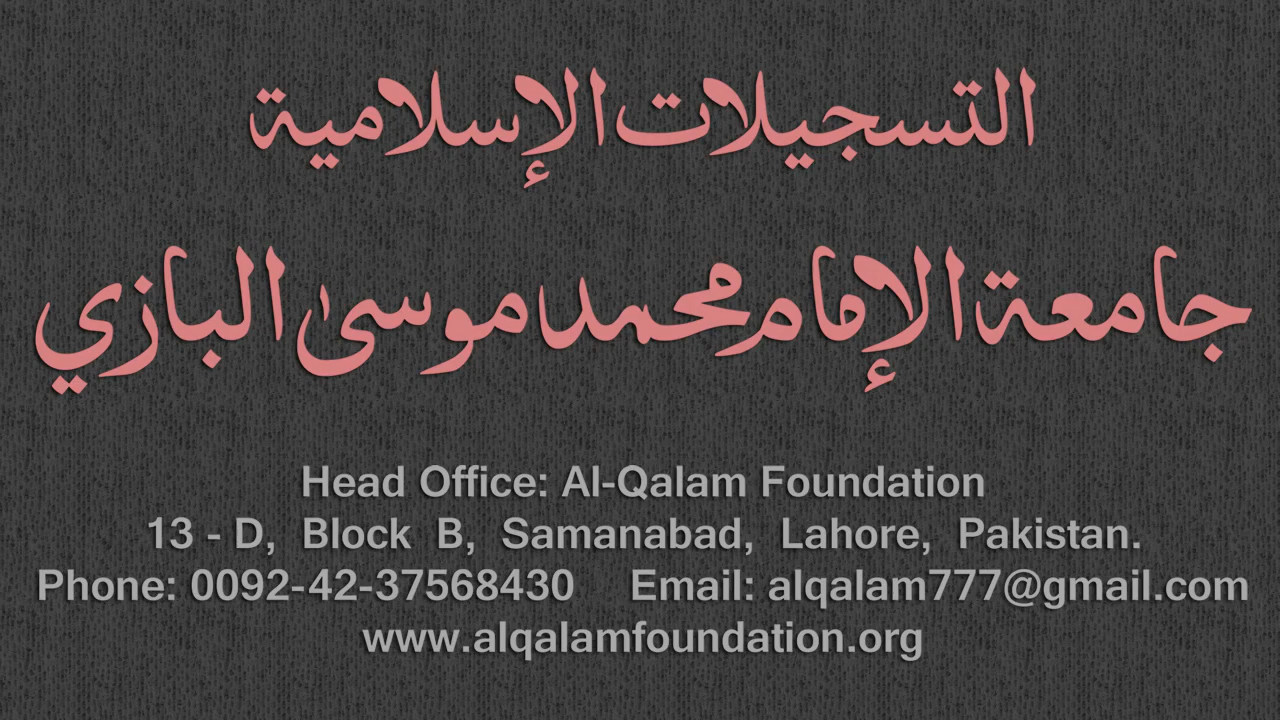 التسجيلات الإسلامية
جامعة الإمام محمد موسىٰ البازي
Head Office: Al-Qalam Foundation
13 - D, Block B, Samanabad, Lahore, Pakistan.
Phone: 0092-42-37568430 Email: alqalam777@gmail.com
www.alqalamfoundation.org